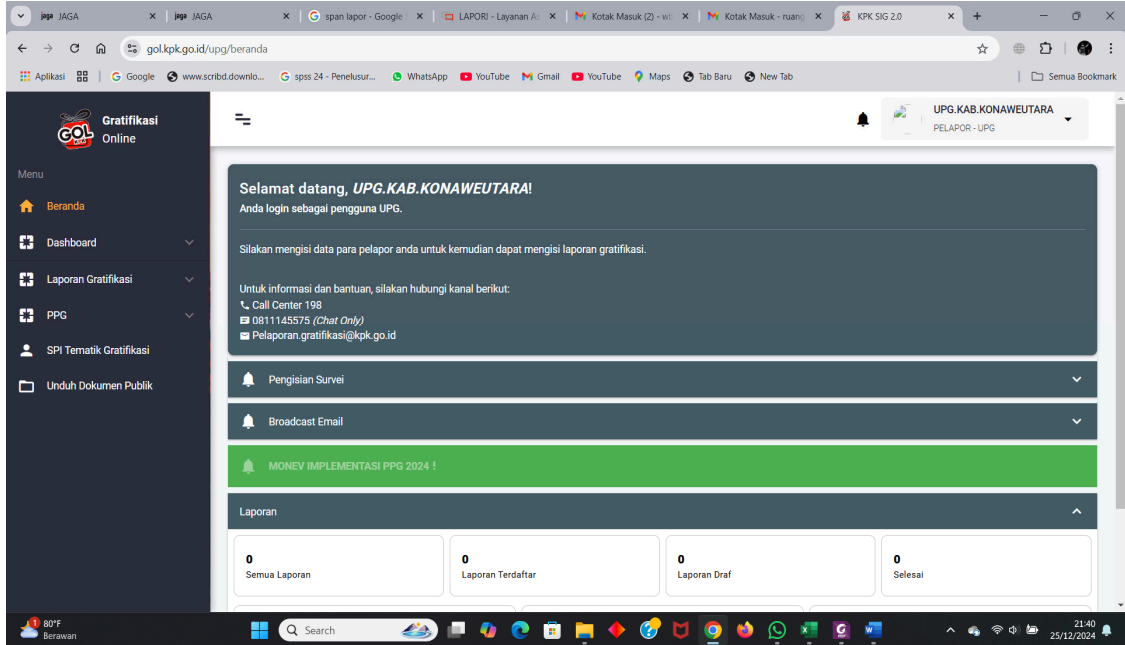 jaga JAGA
jaga JAGA
span lapor - Google
LAPOR! - Layanan
Kotak Masuk (2) -
Kotak Masuk - ruang
KPK SIG 2.0
gol.kpk.go.id/upg/beranda
Aplikasi
Google
www.scribd.downlo...
spss 24 - Penelusur...
WhatsApp
YouTube
Gmail
YouTube
Maps
Tab Baru
New Tab
Semua Bookmark
GOL
Gratifikasi
Online
UPG.KAB.KONAWEUTARA
PELAPOR - UPG
Menu
Beranda
Dashboard
Laporan Gratifikasi
PPG
SPI Tematik Gratifikasi
Unduh Dokumen Publik
Selamat datang, UPG.KAB.KONAWEUTARA!
Anda login sebagai pengguna UPG.
Silakan mengisi data para pelapor anda untuk kemudian dapat mengisi laporan gratifikasi.
Untuk informasi dan bantuan, silakan hubungi kanal berikut:
Call Center 198
0811145575 (Chat Only)
Pelaporan.gratifikasi@kpk.go.id
Pengisian Survei
Broadcast Email
MONEV IMPLEMENTASI PPG 2024 !
Laporan
0
Semua Laporan
0
Laporan Terdaftar
0
Laporan Draf
0
Selesai
1
80°F
Berawan
Search
21:40
25/12/2024